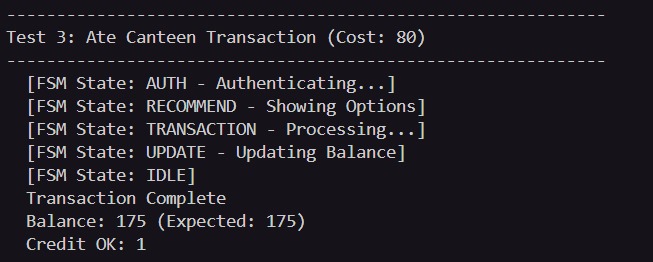 ------------------------------------------------------------
Test 3: Ate Canteen Transaction (Cost: 80)
------------------------------------------------------------
[FSM State: AUTH - Authenticating...]
[FSM State: RECOMMEND - Showing Options]
[FSM State: TRANSACTION - Processing...]
[FSM State: UPDATE - Updating Balance]
[FSM State: IDLE]
Transaction Complete
Balance: 175 (Expected: 175)
Credit OK: 1